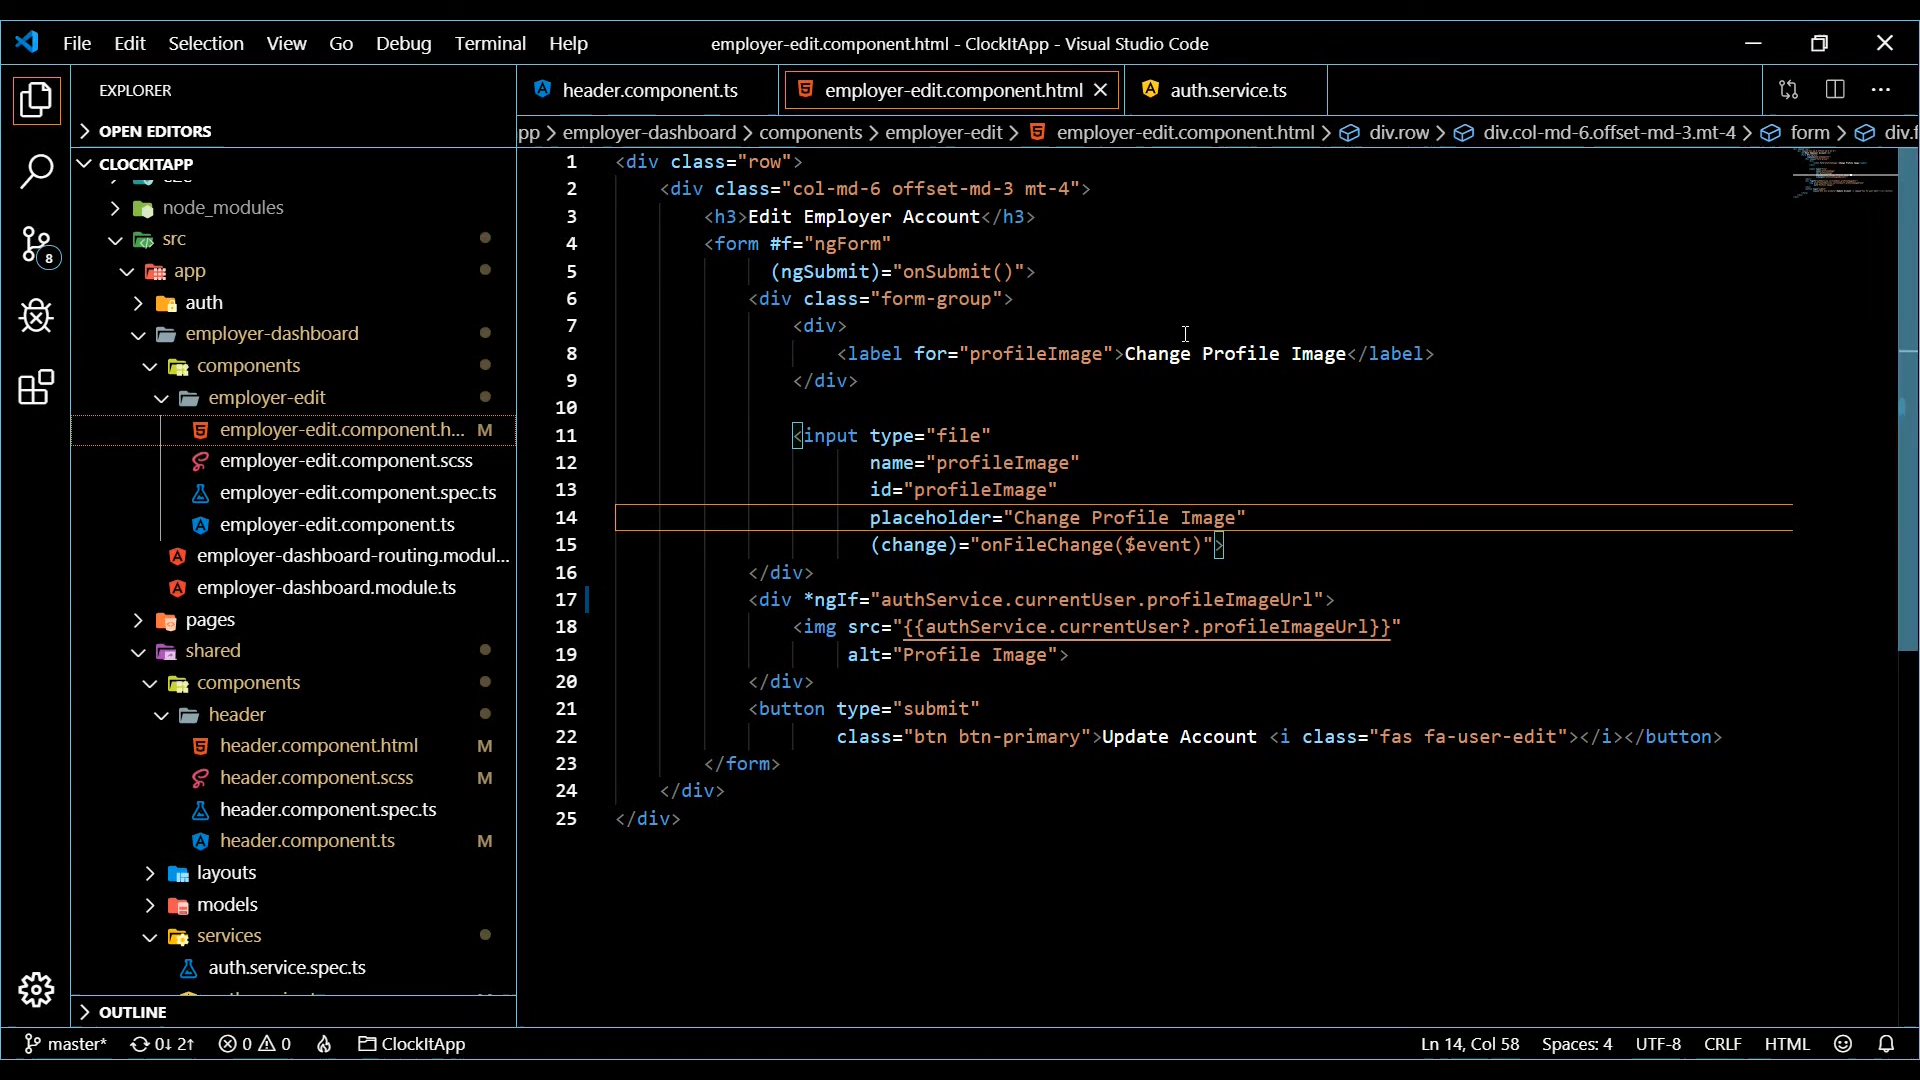 File Edit Selection View Go Debug Terminal Help
employer-edit.component.html - ClockItApp - Visual Studio Code
EXPLORER
OPEN EDITORS
CLOCKITAPP
node_modules
src
app
auth
employer-dashboard
components
employer-edit
employer-edit.component.h... M
employer-edit.component.scss
employer-edit.component.spec.ts
employer-edit.component.ts
employer-dashboard-routing.modul...
employer-dashboard.module.ts
pages
shared
components
header
header.component.html M
header.component.scss M
header.component.spec.ts
header.component.ts M
layouts
models
services
auth.service.spec.ts
OUTLINE
8
header.component.ts
employer-edit.component.html
auth.service.ts
pp > employer-dashboard > components > employer-edit > employer-edit.component.html > div.row > div.col-md-6.offset-md-3.mt-4 > form > div.f
1 <div class="row">
2 <div class="col-md-6 offset-md-3 mt-4">
3 <h3>Edit Employer Account</h3>
4 <form #f="ngForm"
5 (ngSubmit)="onSubmit()">
6 <div class="form-group">
7 <div>
8 <label for="profileImage">Change Profile Image</label>
9 </div>
10
11 <input type="file"
12 name="profileImage"
13 id="profileImage"
14 placeholder="Change Profile Image"
15 (change)="onFileChange($event)">
16 </div>
17 <div *ngIf="authService.currentUser.profileImageUrl">
18 <img src="{{authService.currentUser?.profileImageUrl}}"
19 alt="Profile Image">
20 </div>
21 <button type="submit"
22 class="btn btn-primary">Update Account <i class="fas fa-user-edit"></i></button>
23 </form>
24 </div>
25 </div>
master* 0↓ 2↑ 0 0 ClockItApp
Ln 14, Col 58 Spaces: 4 UTF-8 CRLF HTML